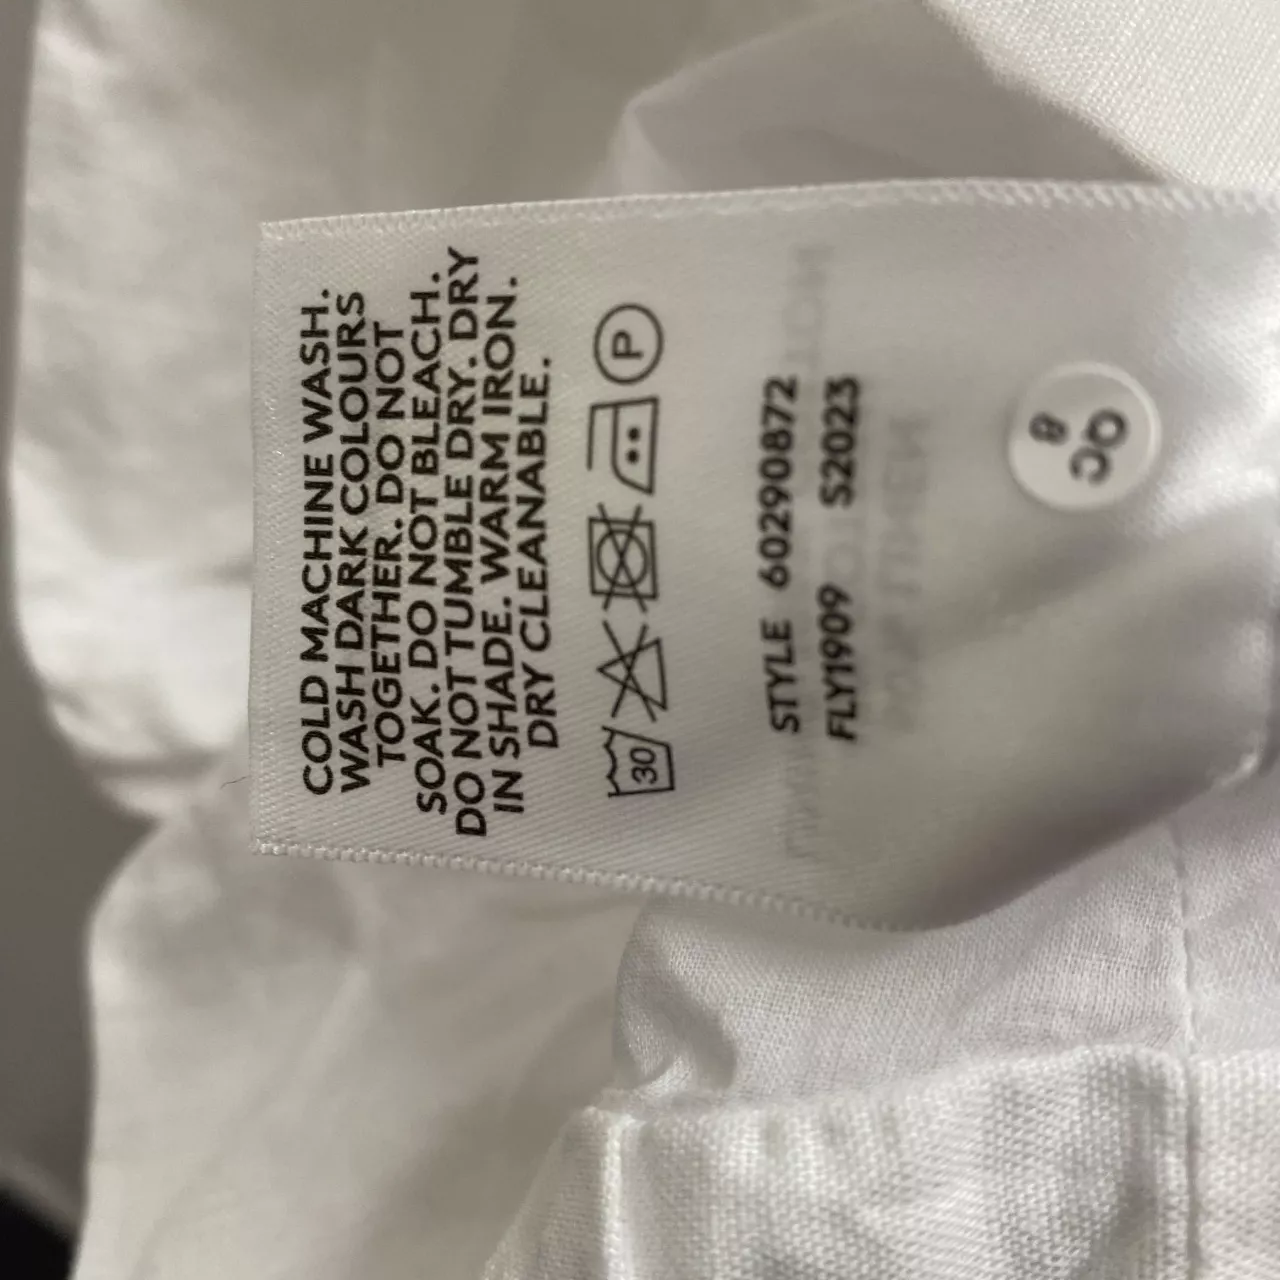 COLD MACHINE WASH.
WASH DARK COLOURS
TOGETHER. DO NOT
SOAK. DO NOT BLEACH.
DO NOT TUMBLE DRY. DRY
IN SHADE. WARM IRON.
DRY CLEANABLE.
30 P
STYLE 60290872
FLY1909 S2023
QC
8